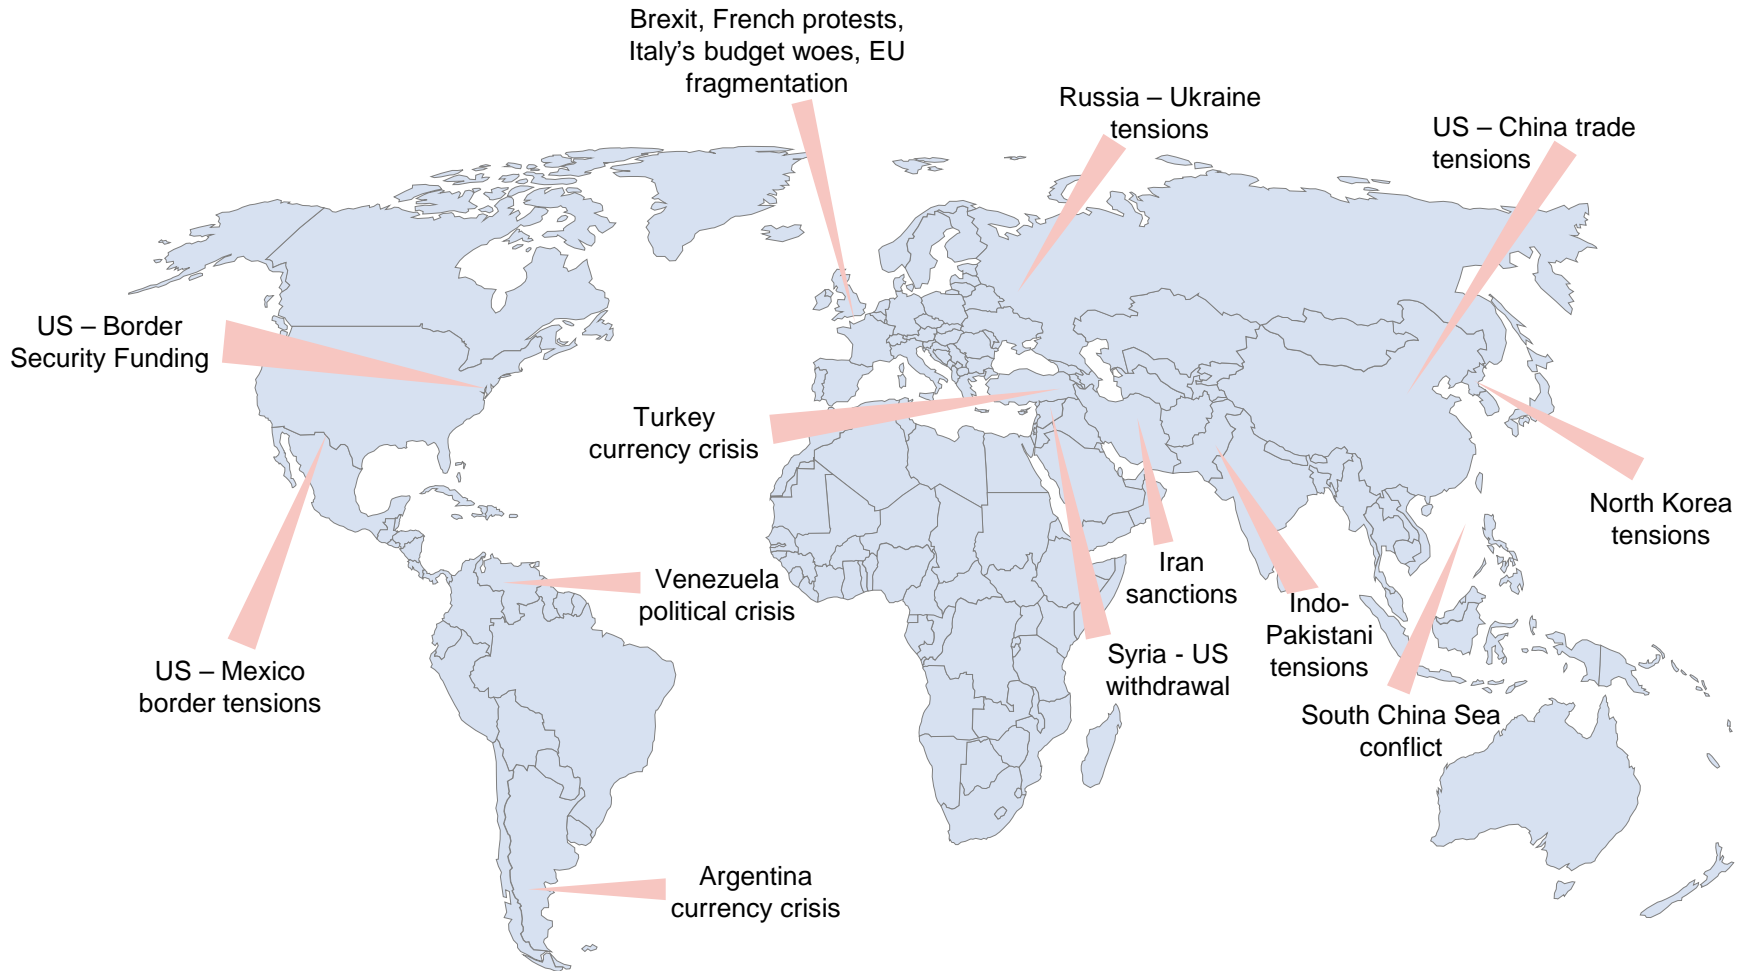 Brexit, French protests,
Italy’s budget woes, EU
fragmentation
Russia – Ukraine
tensions
US – China trade
tensions
US – Border
Security Funding
Turkey
currency crisis
North Korea
tensions
Iran
sanctions
Indo-
Pakistani
tensions
Venezuela
political crisis
Syria - US
withdrawal
US – Mexico
border tensions
South China Sea
conflict
Argentina
currency crisis